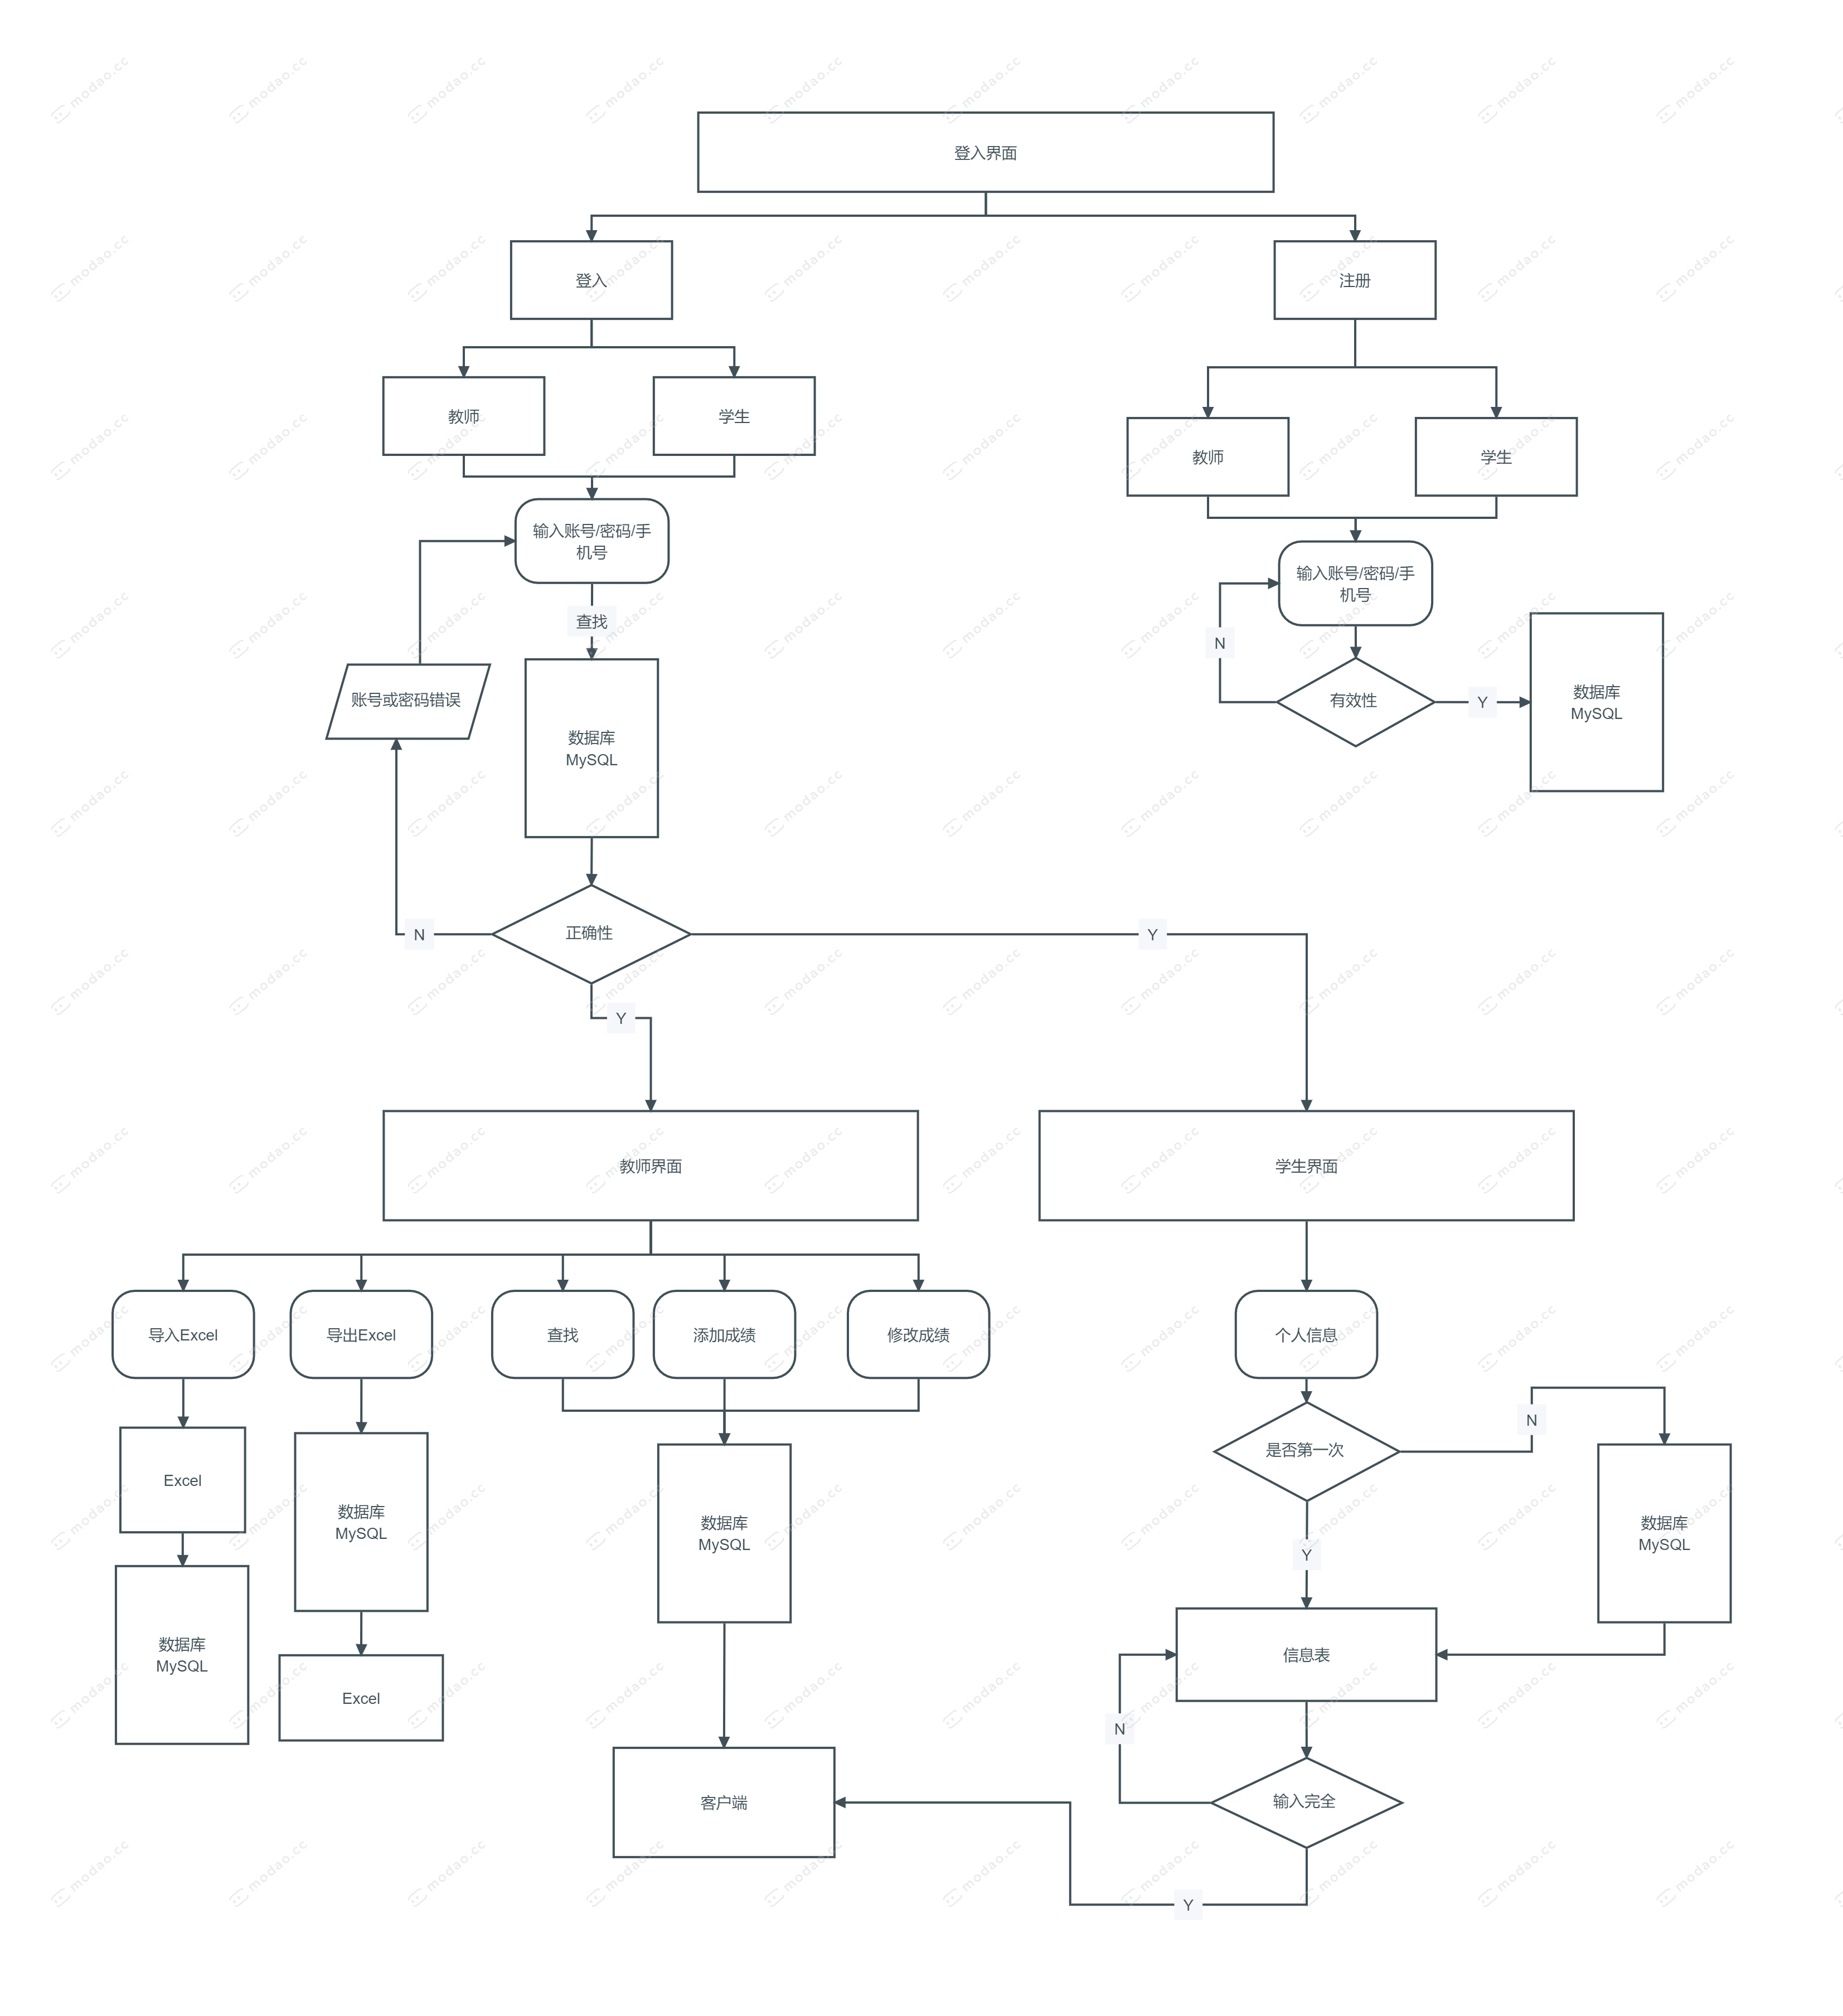 登入界面
登入
注册
教师
学生
教师
学生
输入账号/密码/手
机号
输入账号/密码/手
机号
查找
N
账号或密码错误
有效性
Y
数据库
MySQL
数据库
MySQL
N
正确性
Y
Y
教师界面
学生界面
导入Excel
导出Excel
查找
添加成绩
修改成绩
个人信息
N
是否第一次
Excel
数据库
MySQL
数据库
MySQL
数据库
MySQL
Y
数据库
MySQL
信息表
Excel
N
客户端
输入完全
Y
modao.cc